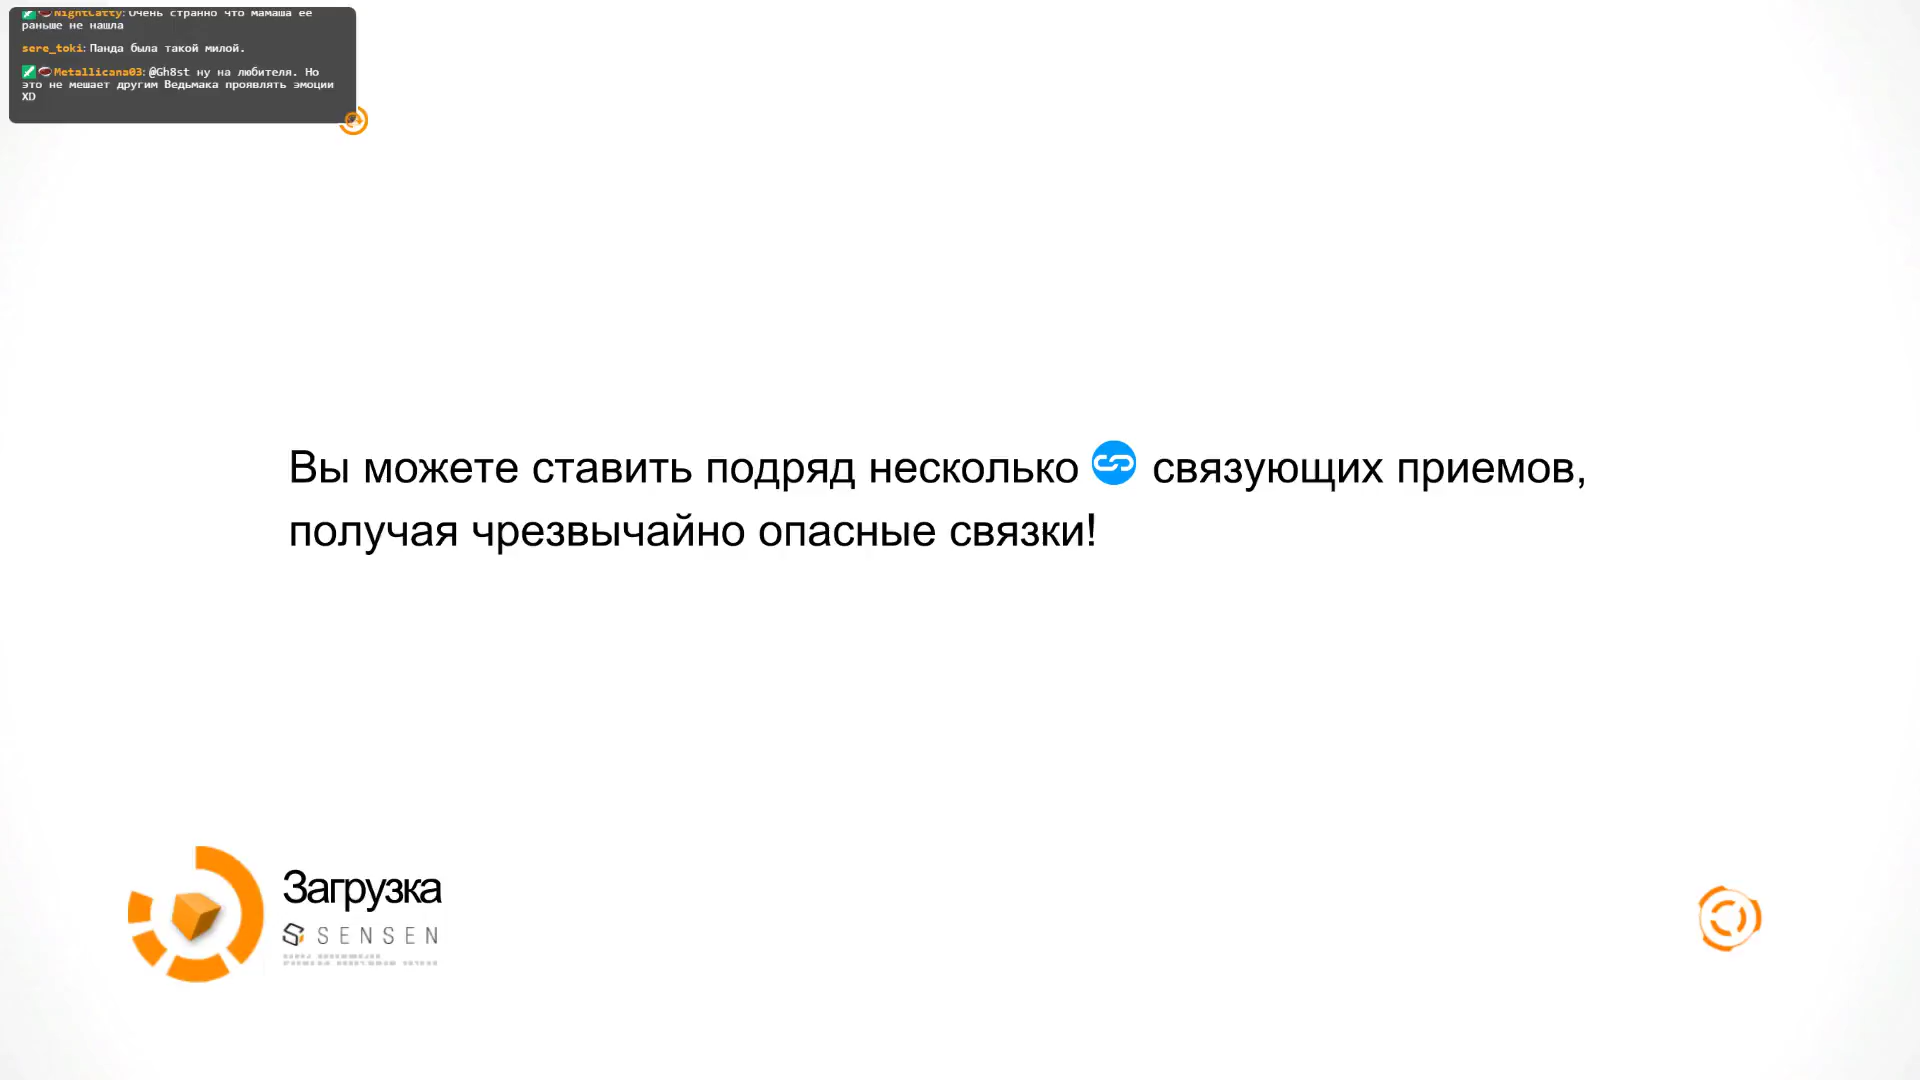 NightCatty: Очень странно что мамаша ее
раньше не нашла
sere_toki: Панда была такой милой.
Metallicana03: @Gh8st ну на любителя. Но
это не мешает другим Ведьмака проявлять эмоции
XD
Вы можете ставить подряд несколько связующих приемов,
получая чрезвычайно опасные связки!
Загрузка
SENSEN